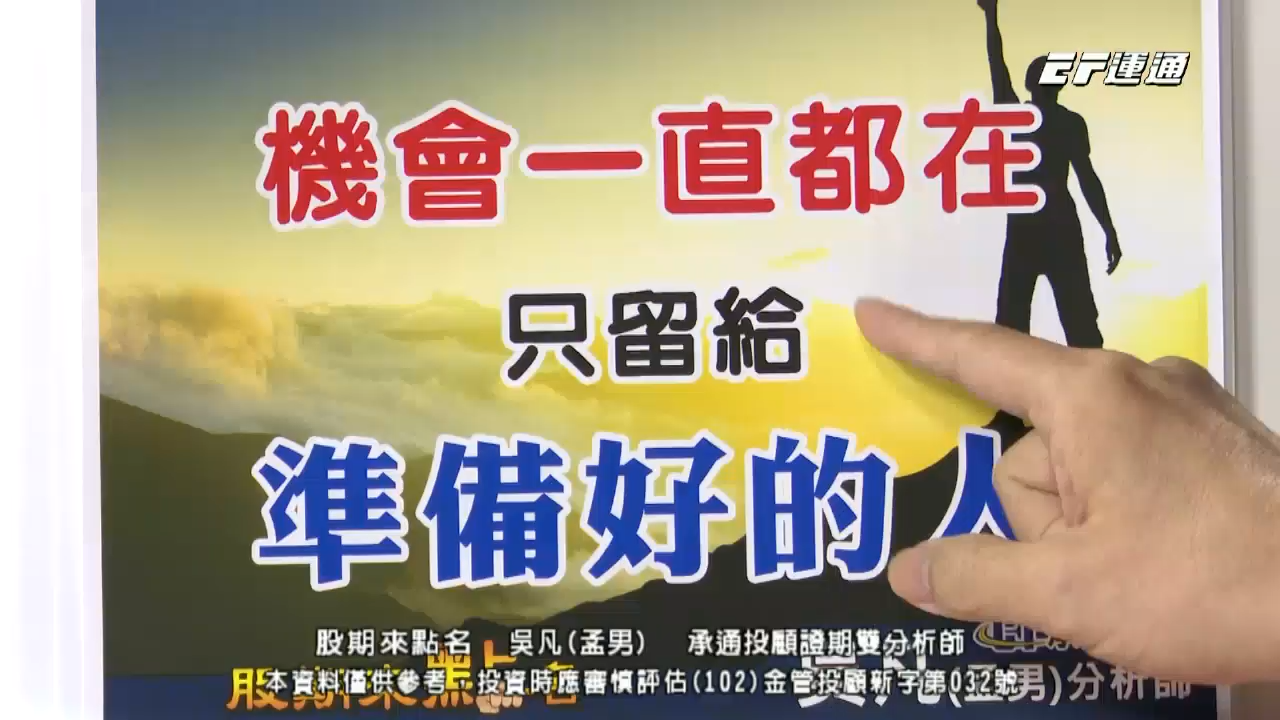 EF運通
機會一直都在
只留給
準備好的人
股期來點名 吳凡(孟男) 承通投顧證期雙分析師
本資料僅供參考，投資時應審慎評估(102)金管投顧新字第032號
股期來點名 吳凡(孟男)分析師